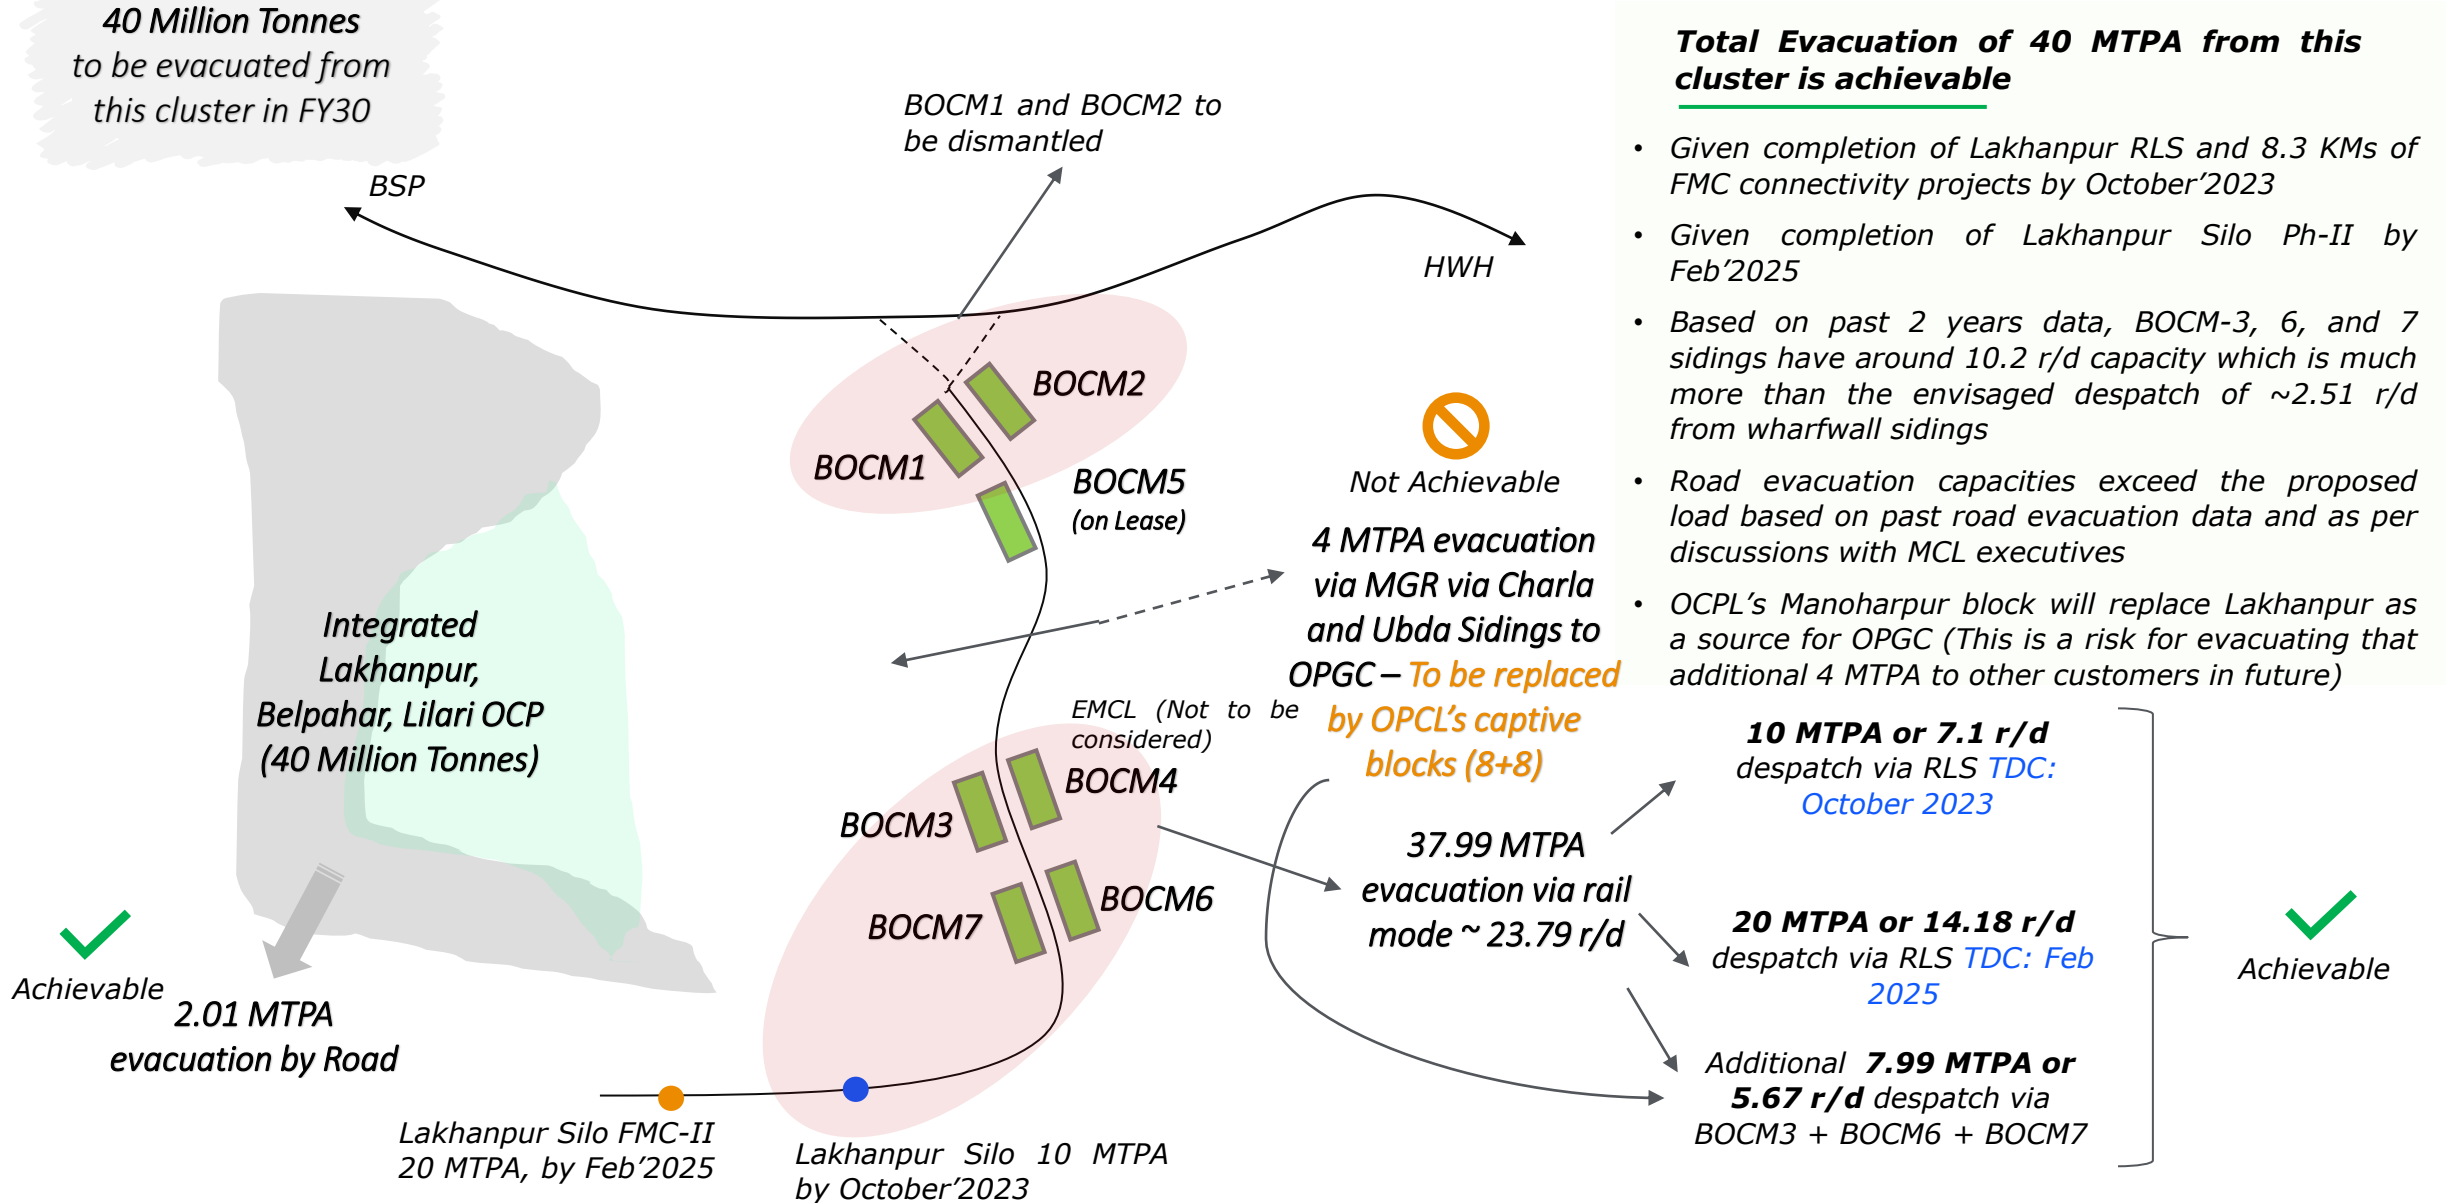 40 Million Tonnes
to be evacuated from
this cluster in FY30
BSP
BOCM1 and BOCM2 to
be dismantled
HWH
BOCM2
BOCM1
BOCM5
(on Lease)
Integrated
Lakhanpur,
Belpahar, Lilari OCP
(40 Million Tonnes)
Achievable
2.01 MTPA
evacuation by Road
Not Achievable
4 MTPA evacuation
via MGR via Charla
and Ubda Sidings to
OPGC – To be replaced
by OPCL’s captive
blocks (8+8)
EMCL (Not to be
considered)
BOCM4
BOCM3
BOCM6
BOCM7
Lakhanpur Silo FMC-II
20 MTPA, by Feb’2025
Lakhanpur Silo 10 MTPA
by October’2023
37.99 MTPA
evacuation via rail
mode ~ 23.79 r/d
Total Evacuation of 40 MTPA from this
cluster is achievable
• Given completion of Lakhanpur RLS and 8.3 KMs of
FMC connectivity projects by October’2023
• Given completion of Lakhanpur Silo Ph-II by
Feb’2025
• Based on past 2 years data, BOCM-3, 6, and 7
sidings have around 10.2 r/d capacity which is much
more than the envisaged despatch of ~2.51 r/d
from wharfwall sidings
• Road evacuation capacities exceed the proposed
load based on past road evacuation data and as per
discussions with MCL executives
• OCPL’s Manoharpur block will replace Lakhanpur as
a source for OPGC (This is a risk for evacuating that
additional 4 MTPA to other customers in future)
10 MTPA or 7.1 r/d
despatch via RLS TDC:
October 2023
20 MTPA or 14.18 r/d
despatch via RLS TDC: Feb
2025
Additional 7.99 MTPA or
5.67 r/d despatch via
BOCM3 + BOCM6 + BOCM7
Achievable